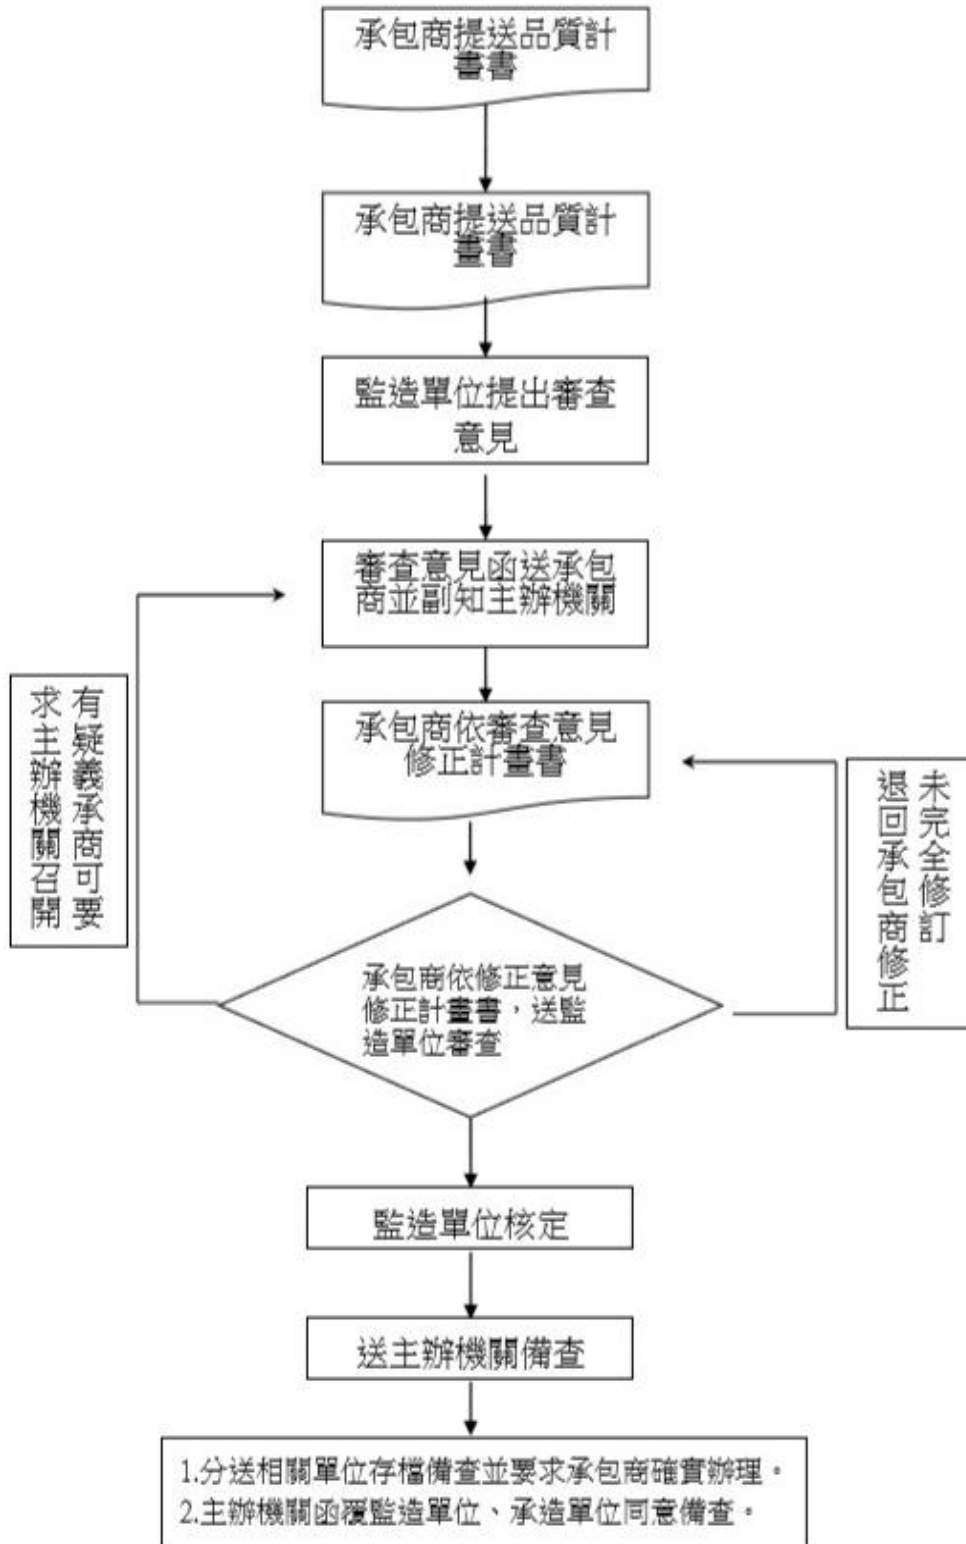 承包商提送品質計
畫書
承包商提送品質計
畫書
監造單位提出審查
意見
審查意見函送承包
商並副知主辦機關
有疑義承商可要
求主辦機關召開
承包商依審查意見
修正計畫書
未完全修訂
退回承包商修正
承包商依修正意見
修正計畫書，送監
造單位審查
監造單位核定
送主辦機關備查
1.分送相關單位存檔備查並要求承包商確實辦理。
2.主辦機關函覆監造單位、承造單位同意備查。